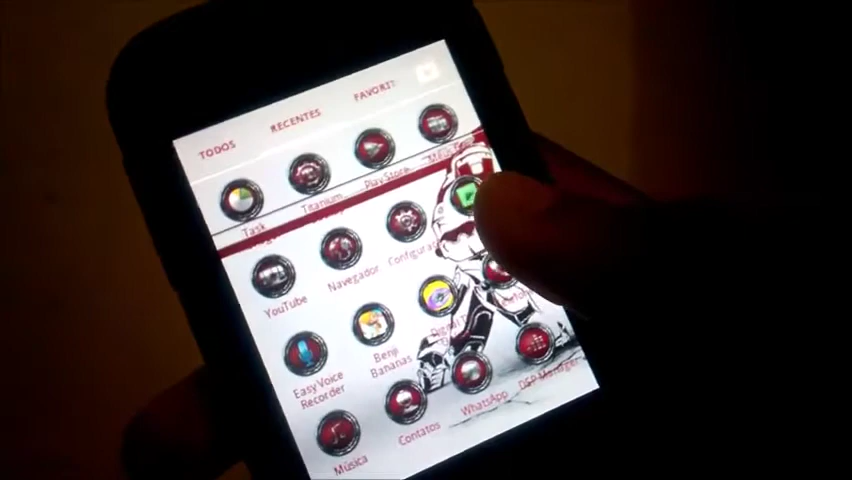 TODOS
RECENTES
FAVORIT
Task
Titanium
Play Store
YouTube
Navegador
Configura
Easy Voice
Recorder
Benji
Bananas
Música
Contatos
WhatsApp
DSP Manager